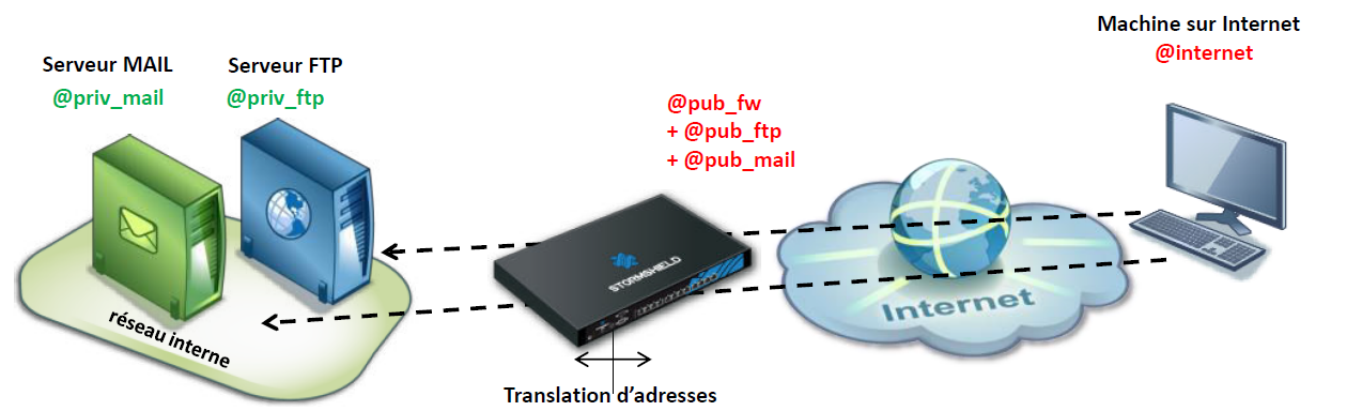 Machine sur Internet
@internet
Serveur MAIL
@priv_mail
Serveur FTP
@priv_ftp
@pub_fw
+ @pub_ftp
+ @pub_mail
STORMSHIELD
Internet
réseau interne
Translation d'adresses